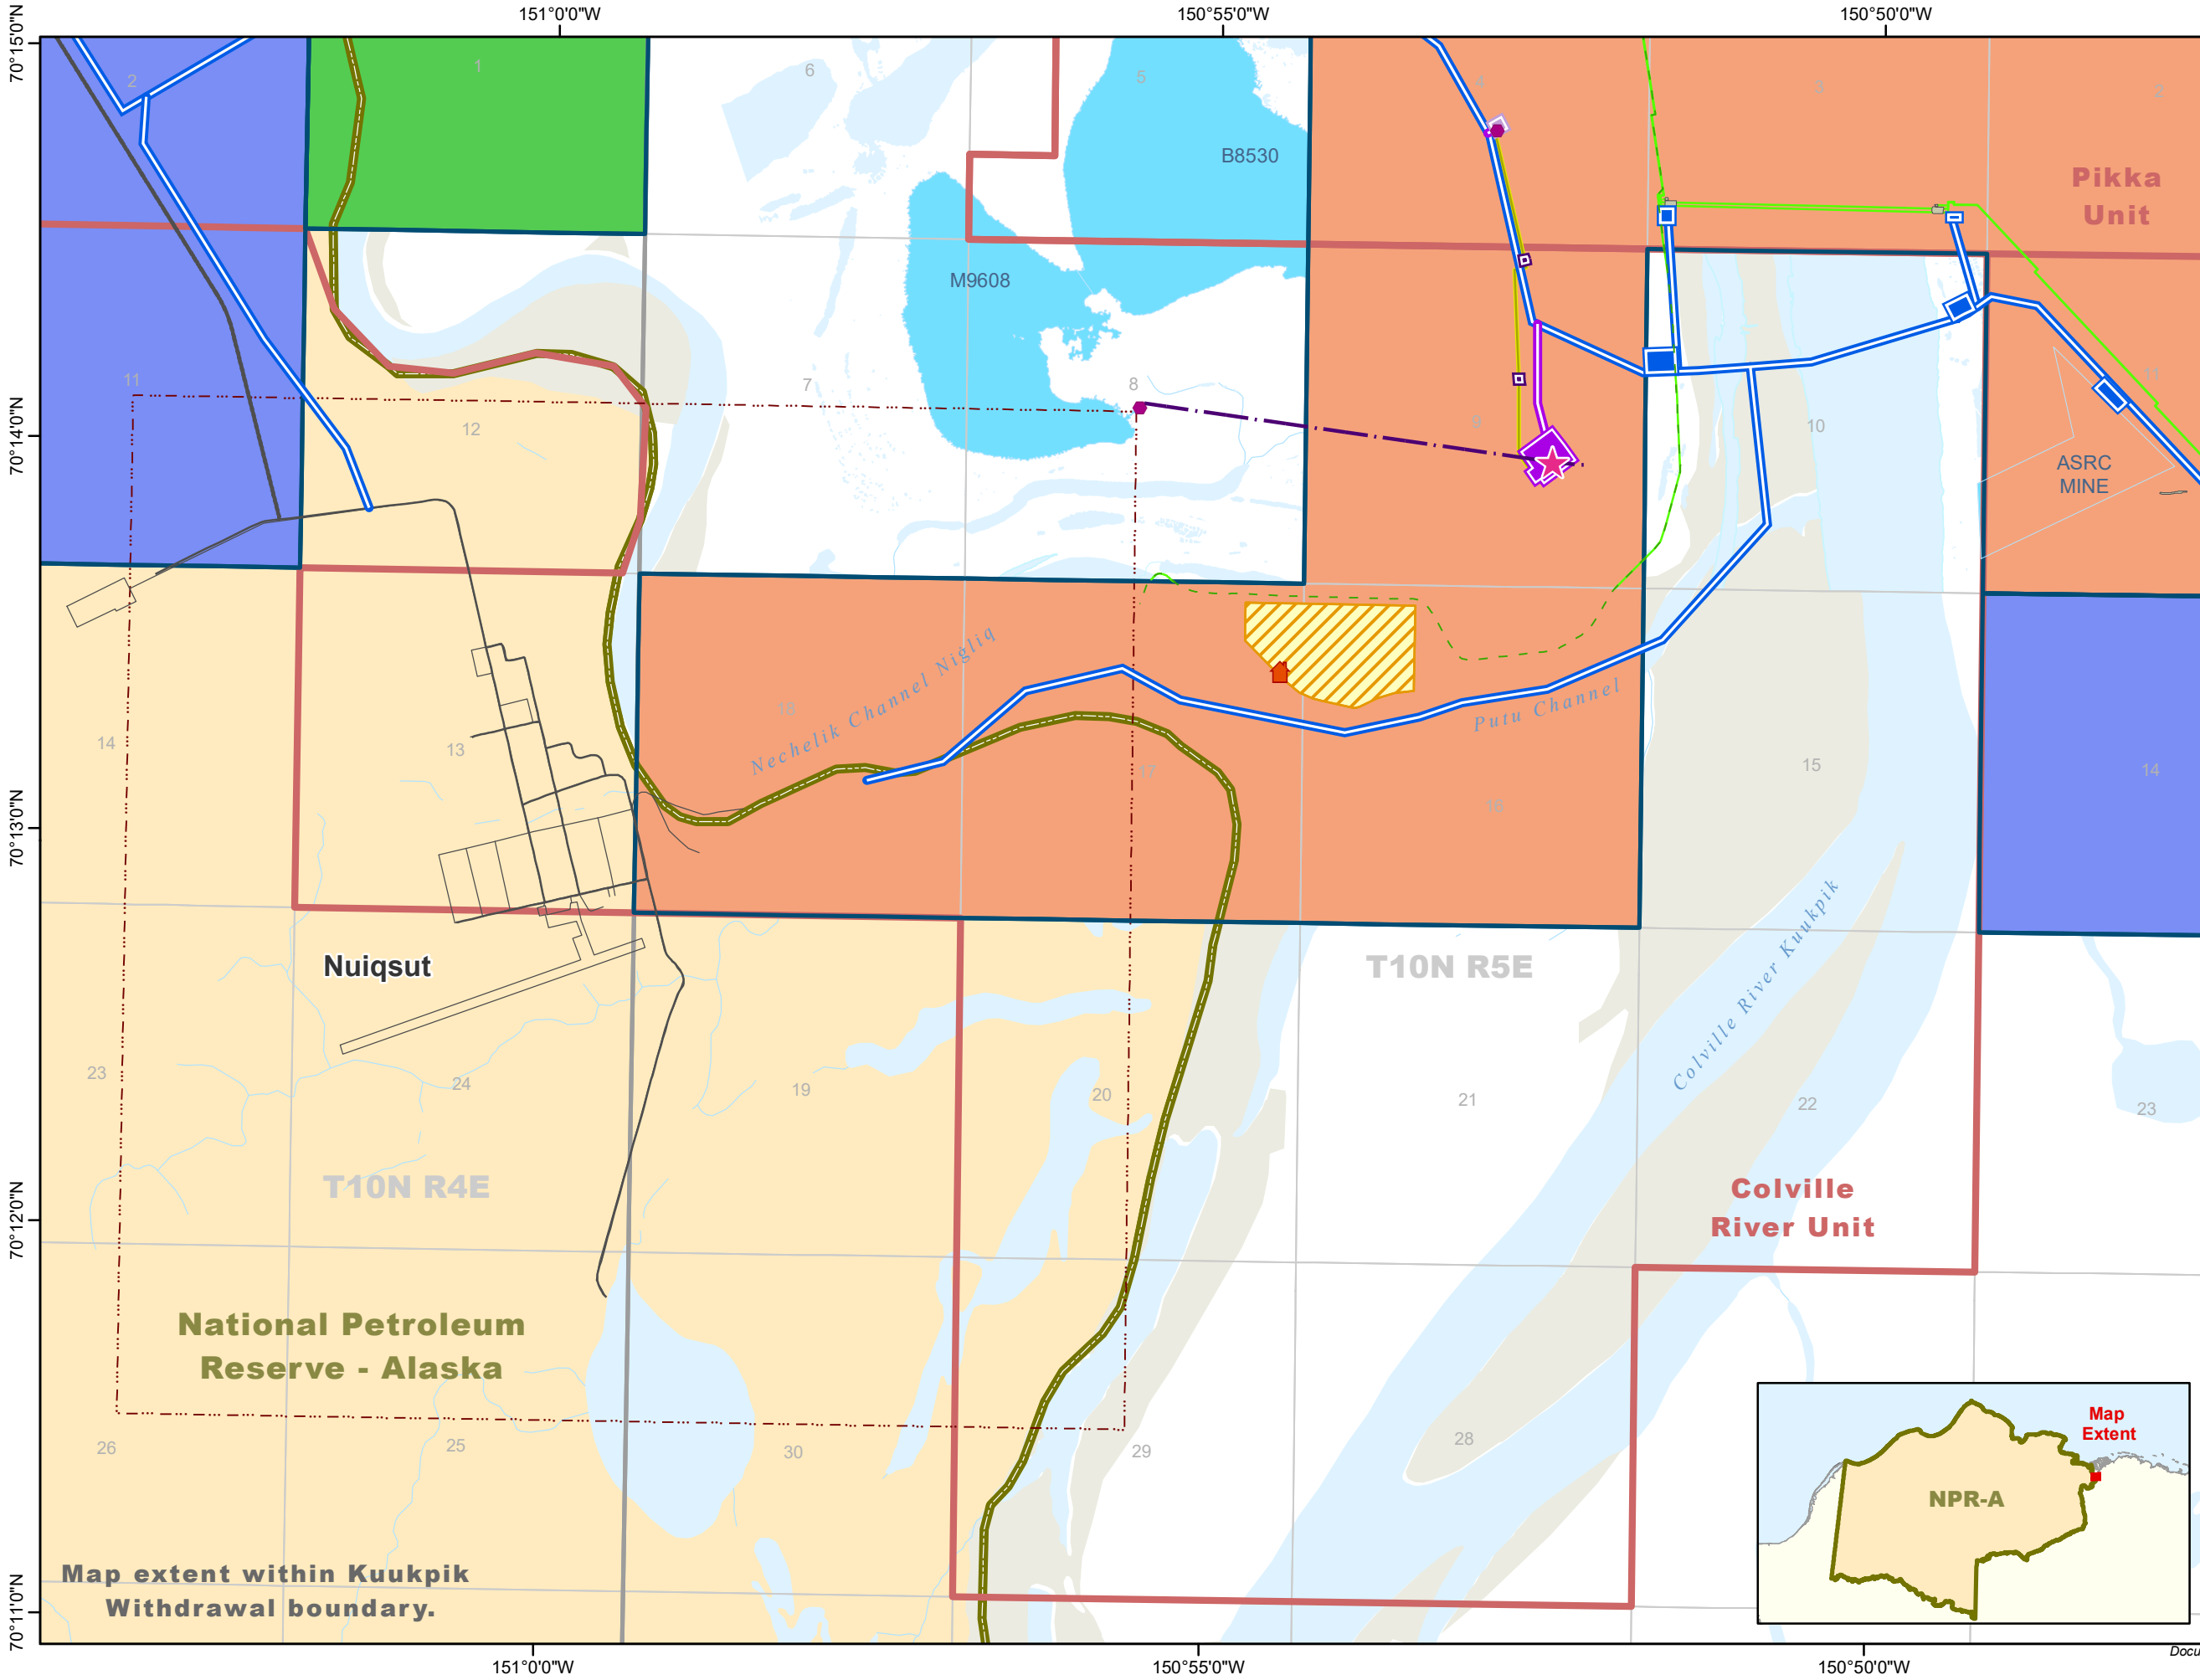 151°0'0"W
150°55'0"W
150°50'0"W
70°15'0"N
2
1
6
5
4
3
2
B8530
Pikka
Unit
M9608
11
12
7
8
9
10
11
70°14'0"N
ASRC
MINE
Nechelik Channel Nigliq
Putu Channel
14
13
18
17
16
15
14
70°13'0"N
Colville River Kuukpik
Nuiqsut
T10N R5E
23
24
19
20
21
22
23
T10N R4E
Colville
River Unit
70°12'0"N
National Petroleum
Reserve - Alaska
26
25
30
29
28
Map
Extent
NPR-A
Map extent within Kuukpik
Withdrawal boundary.
70°11'0"N
151°0'0"W
150°55'0"W
150°50'0"W
Docu